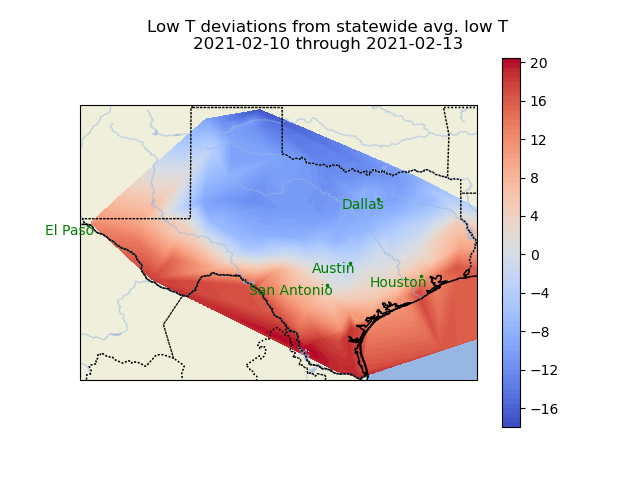 Low T deviations from statewide avg. low T
2021-02-10 through 2021-02-13
20
16
12
8
4
0
−4
−8
−12
−16
Dallas
El Paso
Austin
San Antonio
Houston